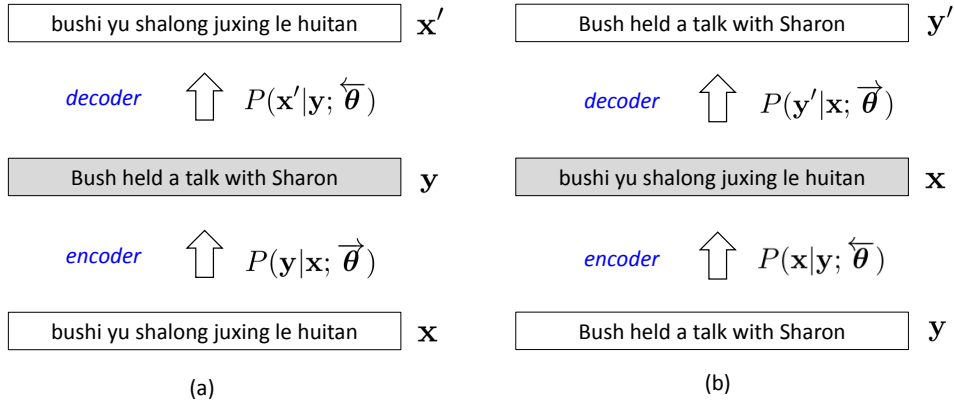 bushi yu shalong juxing le huitan x′
decoder P(x′|y; θ⃖)
Bush held a talk with Sharon y
encoder P(y|x; θ⃗)
bushi yu shalong juxing le huitan x
(a)
Bush held a talk with Sharon y′
decoder P(y′|x; θ⃗)
bushi yu shalong juxing le huitan x
encoder P(x|y; θ⃖)
Bush held a talk with Sharon y
(b)